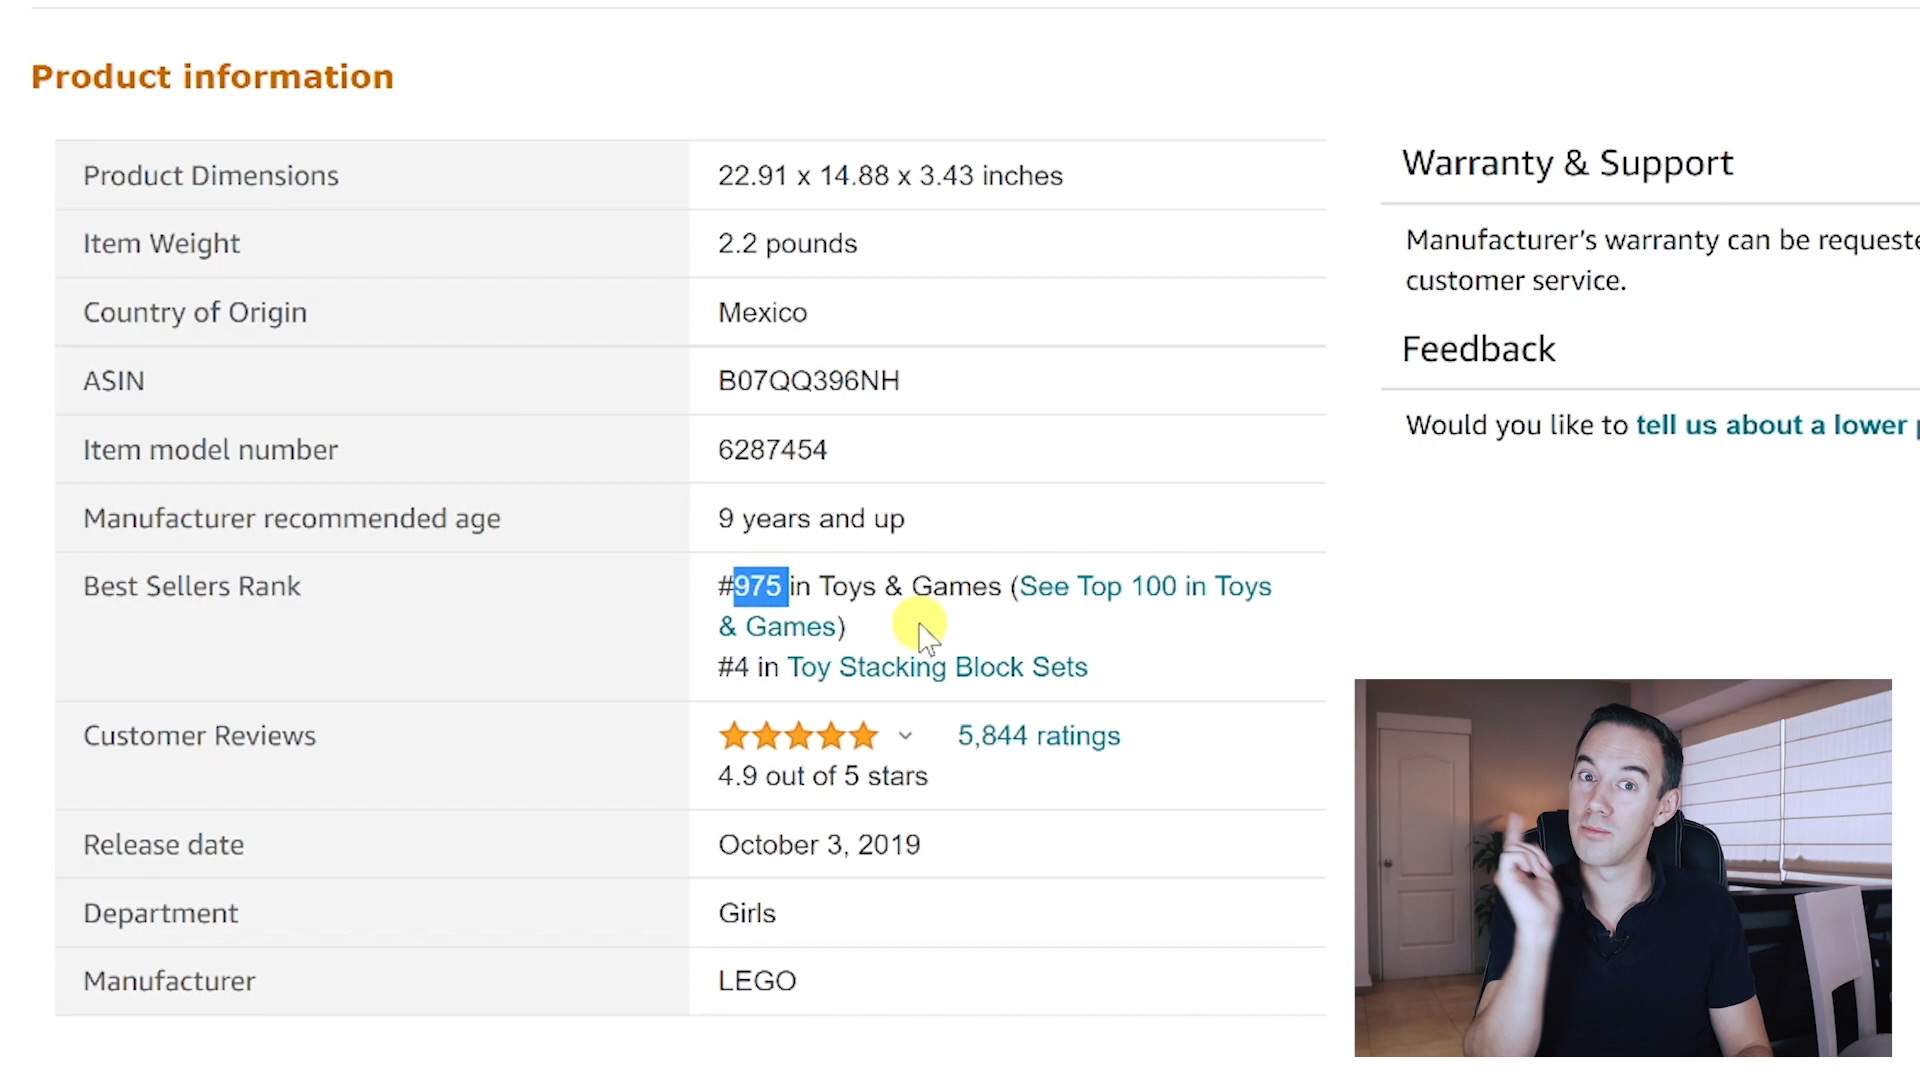 Product information
Product Dimensions 22.91 x 14.88 x 3.43 inches
Item Weight 2.2 pounds
Country of Origin Mexico
ASIN B07QQ396NH
Item model number 6287454
Manufacturer recommended age 9 years and up
Best Sellers Rank #975 in Toys & Games (See Top 100 in Toys
& Games)
#4 in Toy Stacking Block Sets
Customer Reviews 5,844 ratings
4.9 out of 5 stars
Release date October 3, 2019
Department Girls
Manufacturer LEGO
Warranty & Support
Manufacturer's warranty can be requeste
customer service.
Feedback
Would you like to tell us about a lower p